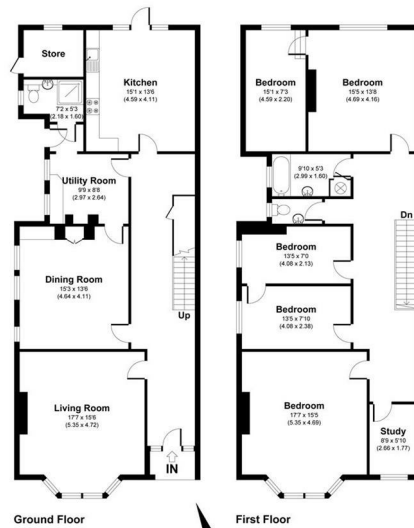 Store
Kitchen
15'1 x 13'6
(4.59 x 4.11)
7'2 x 5'3
(2.18 x 1.60)
Utility Room
9'9 x 8'8
(2.97 x 2.64)
Dining Room
15'3 x 13'6
(4.64 x 4.11)
Up
Living Room
17'7 x 15'6
(5.35 x 4.72)
IN
Ground Floor
Bedroom
15'1 x 7'3
(4.59 x 2.20)
Bedroom
15'5 x 13'8
(4.69 x 4.16)
9'10 x 5'3
(2.99 x 1.60)
Dn
Bedroom
13'5 x 7'0
(4.08 x 2.13)
Bedroom
13'5 x 7'10
(4.08 x 2.38)
Bedroom
17'7 x 15'5
(5.35 x 4.69)
Study
8'9 x 5'10
(2.66 x 1.77)
First Floor